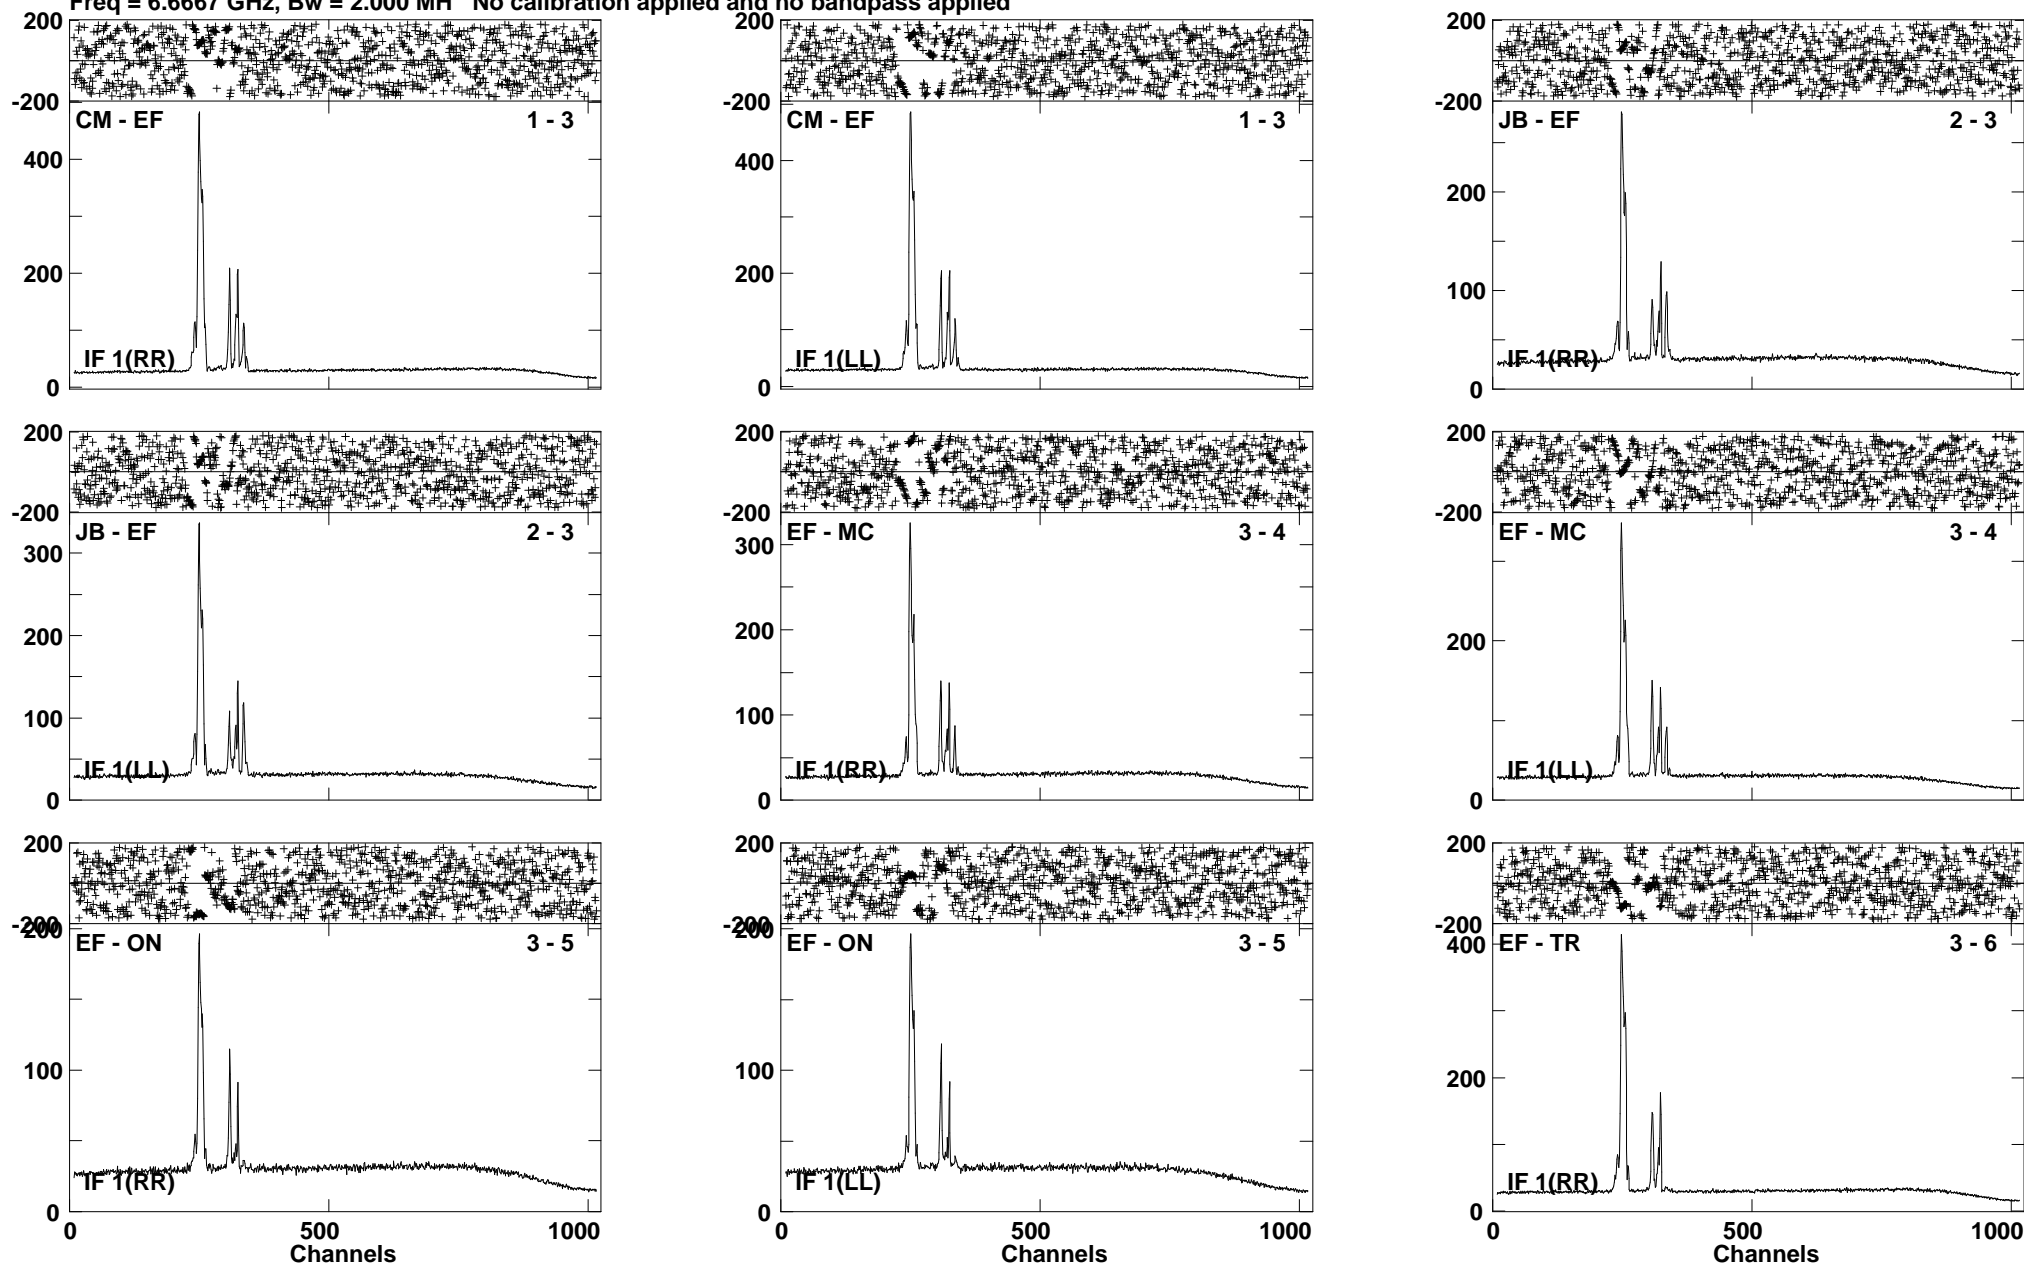 Freq = 6.6667 GHz, Bw = 2.000 MH   No calibration applied and no bandpass applied
200
-200
CM - EF 1 - 3
400
200
0
IF 1(RR)
200
-200
CM - EF 1 - 3
400
200
0
IF 1(LL)
200
-200
JB - EF 2 - 3
200
100
0
IF 1(RR)
200
-200
JB - EF 2 - 3
300
200
100
0
IF 1(LL)
200
-200
EF - MC 3 - 4
300
200
100
0
IF 1(RR)
200
-200
EF - MC 3 - 4
200
0
IF 1(LL)
200
-200
200
EF - ON 3 - 5
100
0
IF 1(RR)
0 500 1000
Channels
200
-200
200
EF - ON 3 - 5
100
0
IF 1(LL)
0 500 1000
Channels
200
-200
EF - TR 3 - 6
400
200
0
IF 1(RR)
0 500 1000
Channels